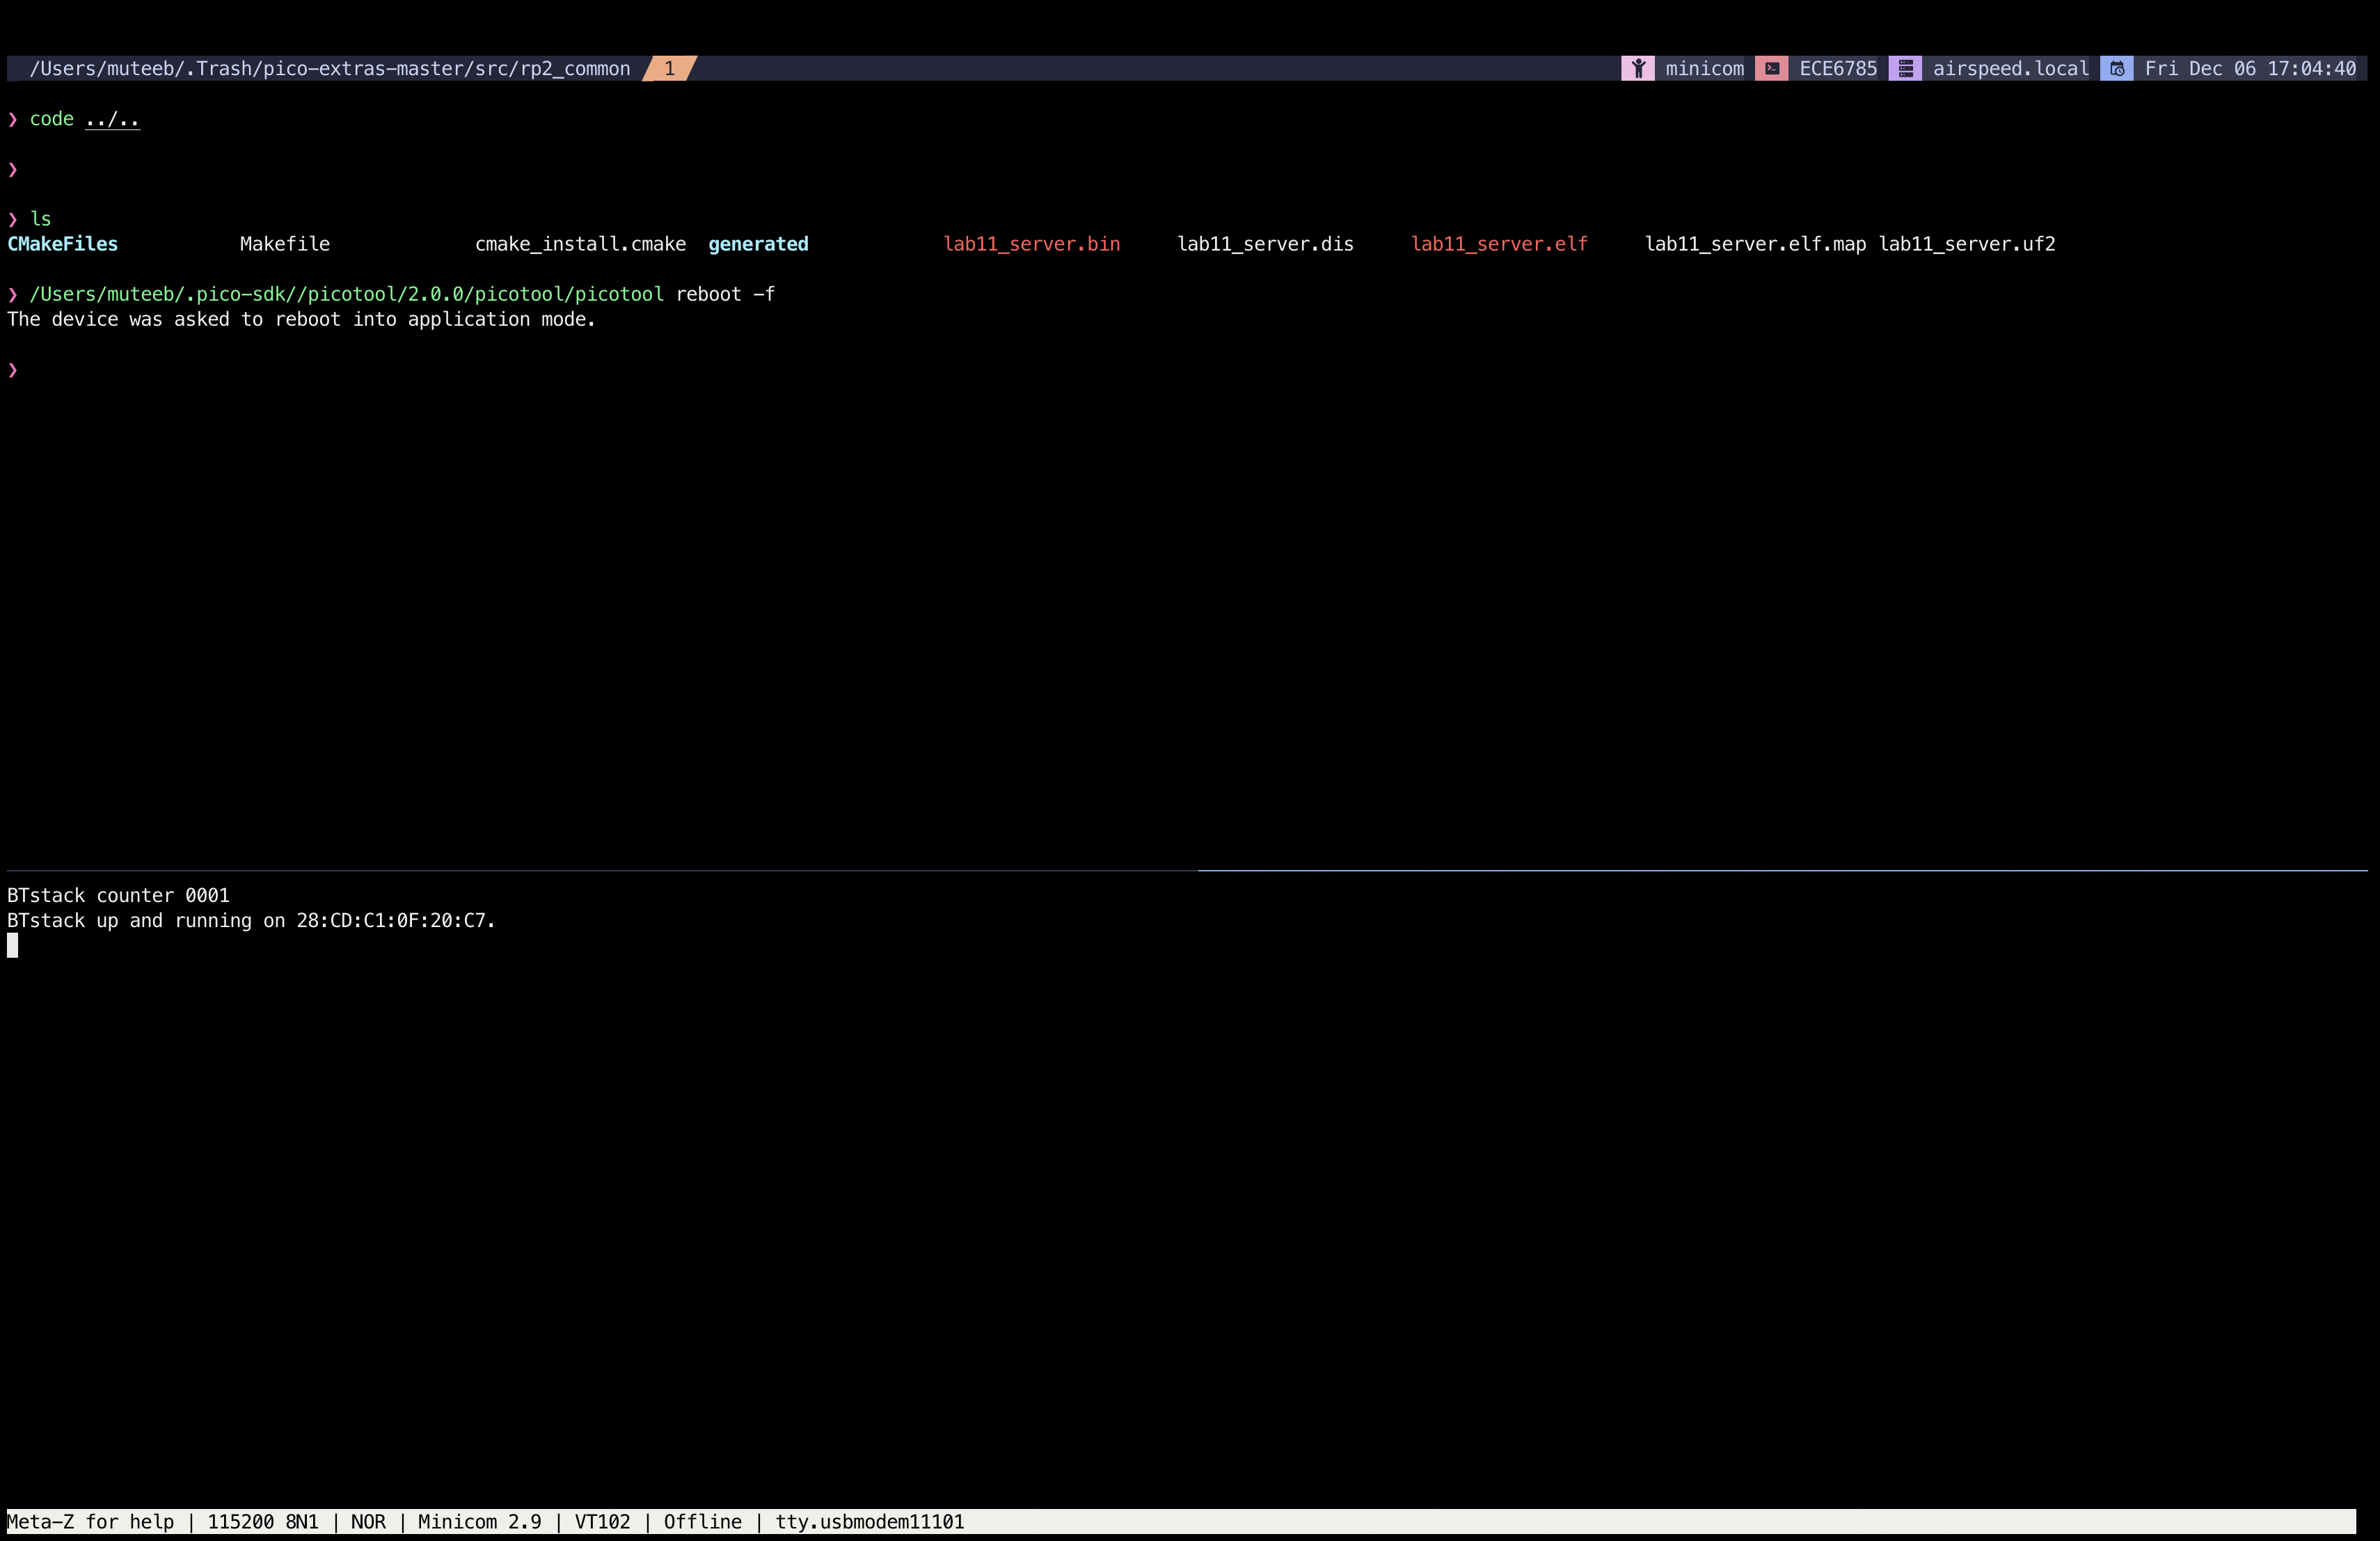 /Users/muteeb/.Trash/pico-extras-master/src/rp2_common 1 minicom ECE6785 airspeed.local Fri Dec 06 17:04:40
❯ code ../..
❯
❯ ls
CMakeFiles Makefile cmake_install.cmake generated lab11_server.bin lab11_server.dis lab11_server.elf lab11_server.elf.map lab11_server.uf2
❯ /Users/muteeb/.pico-sdk//picotool/2.0.0/picotool/picotool reboot -f
The device was asked to reboot into application mode.
❯
BTstack counter 0001
BTstack up and running on 28:CD:C1:0F:20:C7.
Meta-Z for help | 115200 8N1 | NOR | Minicom 2.9 | VT102 | Offline | tty.usbmodem11101